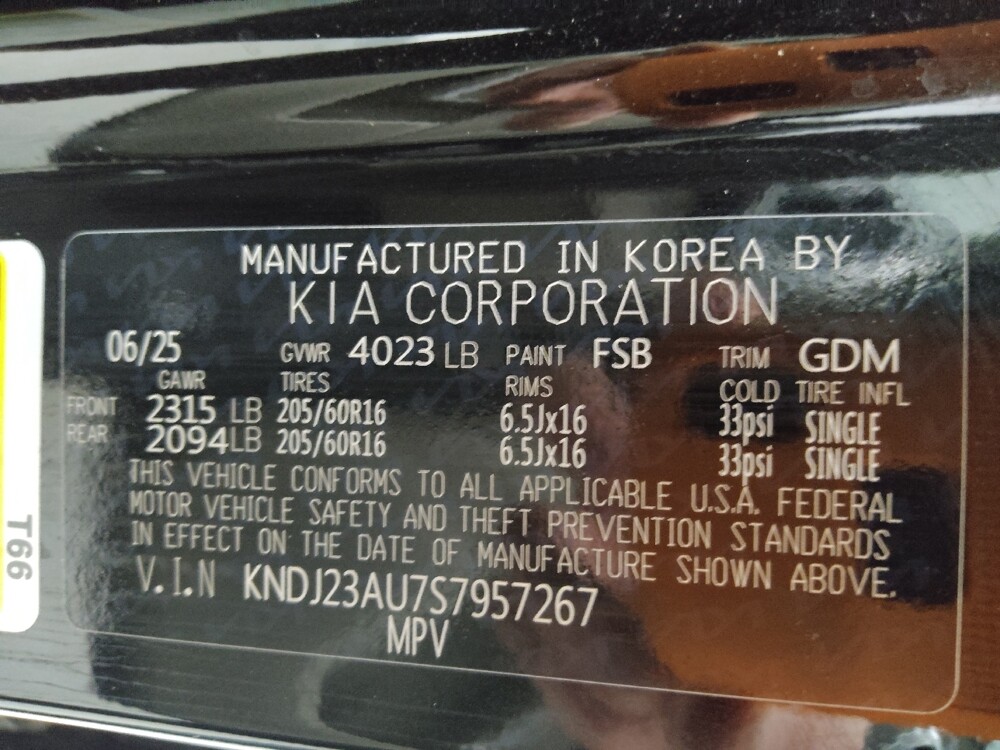 MANUFACTURED IN KOREA BY
KIA CORPORATION
06/25 GVWR 4023 LB PAINT FSB TRIM GDM
GAWR TIRES RIMS COLD TIRE INFL
FRONT 2315 LB 205/60R16 6.5Jx16 33psi SINGLE
REAR 2094 LB 205/60R16 6.5Jx16 33psi SINGLE
THIS VEHICLE CONFORMS TO ALL APPLICABLE U.S.A. FEDERAL
MOTOR VEHICLE SAFETY AND THEFT PREVENTION STANDARDS
IN EFFECT ON THE DATE OF MANUFACTURE SHOWN ABOVE.
V.I.N KNDJ23AU7S7957267
MPV
T66